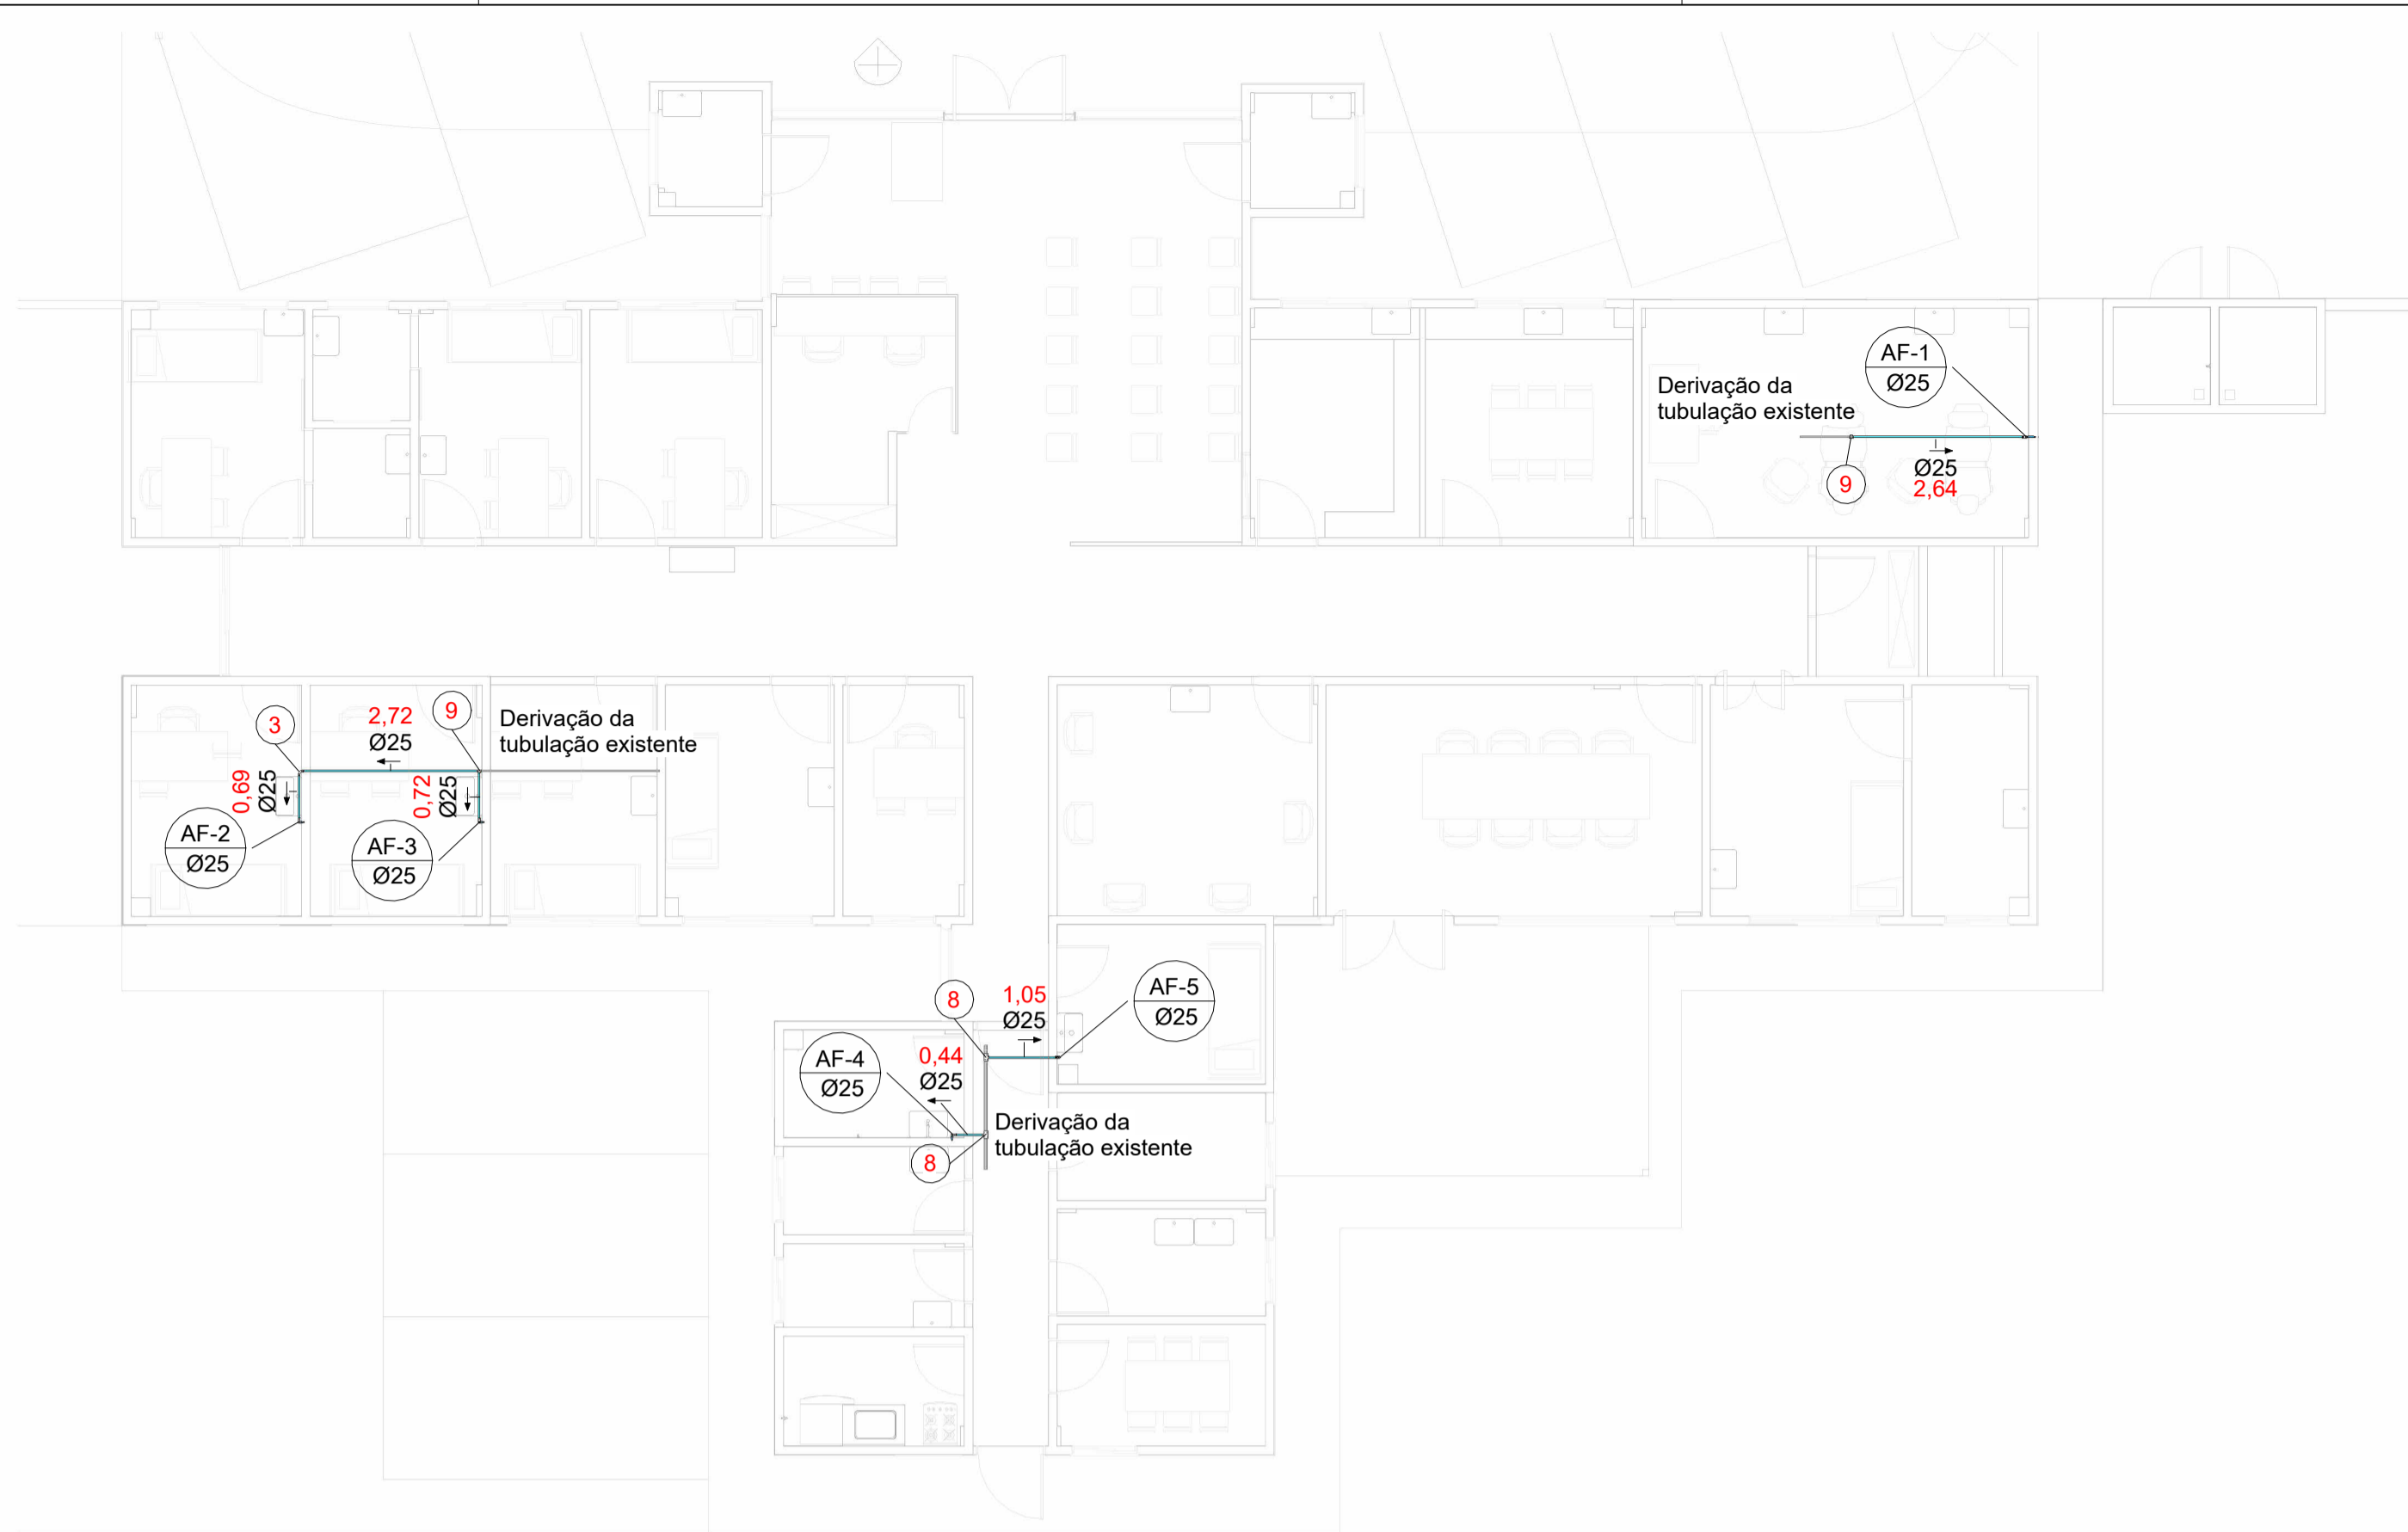 AF-1
Ø25
Derivação da
tubulação existente
9
Ø25
2,64
3
2,72
Ø25
9
Derivação da
tubulação existente
0,69
Ø25
0,72
Ø25
AF-2
Ø25
AF-3
Ø25
8
1,05
Ø25
AF-5
Ø25
AF-4
Ø25
0,44
Ø25
Derivação da
tubulação existente
8